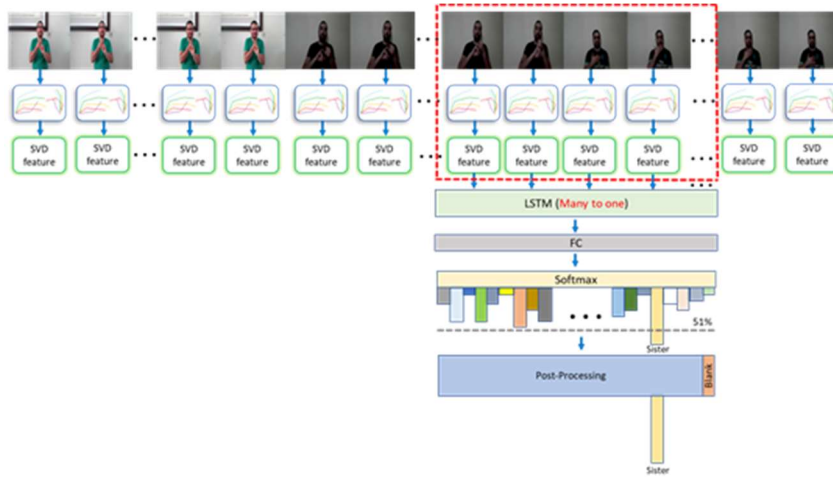 SVD feature
SVD feature
SVD feature
SVD feature
SVD feature
SVD feature
SVD feature
SVD feature
SVD feature
SVD feature
SVD feature
SVD feature
LSTM (Many to one)
FC
Softmax
51%
Sister
Post-Processing
Blank
Sister